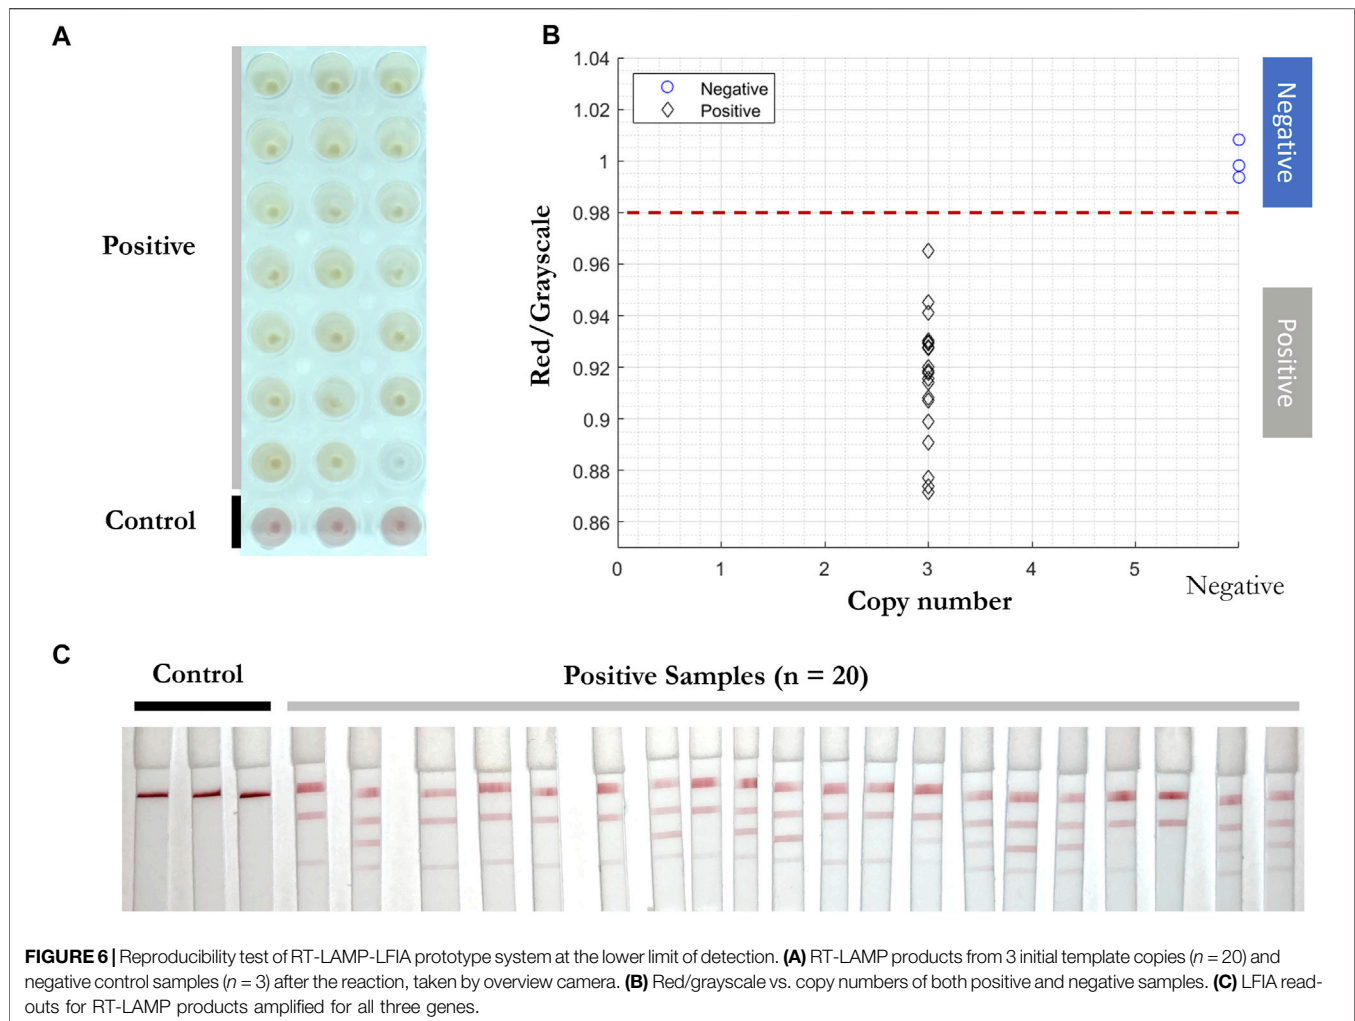 A
Positive
Control
B
1.04
1.02
1
0.98
0.96
0.94
0.92
0.9
0.88
0.86
Red/Grayscale
Negative
Positive
0 1 2 3 4 5 Negative
Copy number
Negative
Positive
C
Control
Positive Samples (n = 20)
FIGURE 6 | Reproducibility test of RT-LAMP-LFIA prototype system at the lower limit of detection. (A) RT-LAMP products from 3 initial template copies (n = 20) and
negative control samples (n = 3) after the reaction, taken by overview camera. (B) Red/grayscale vs. copy numbers of both positive and negative samples. (C) LFIA read-
outs for RT-LAMP products amplified for all three genes.